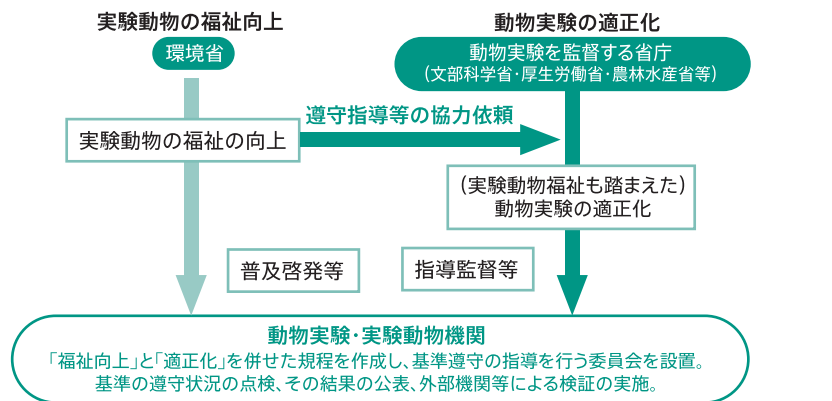 実験動物の福祉向上
環境省
動物実験の適正化
動物実験を監督する省庁
(文部科学省・厚生労働省・農林水産省等)
遵守指導等の協力依頼
実験動物の福祉の向上
(実験動物福祉も踏まえた)
動物実験の適正化
普及啓発等
指導監督等
動物実験・実験動物機関
「福祉向上」と「適正化」を併せた規程を作成し、基準遵守の指導を行う委員会を設置。
基準の遵守状況の点検、その結果の公表、外部機関等による検証の実施。